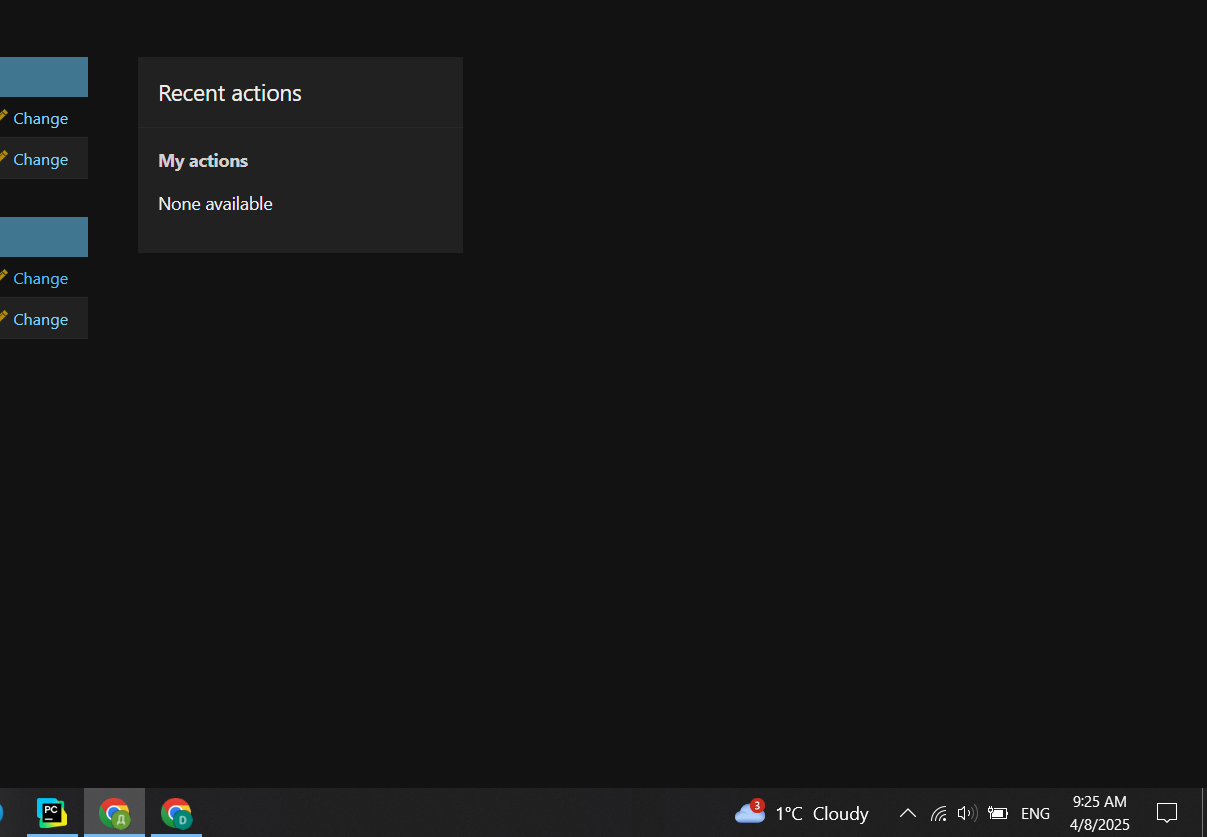 Recent actions
Change
My actions
Change
None available
Change
Change
PC
Д
D
3
1°C Cloudy
ENG
9:25 AM
4/8/2025